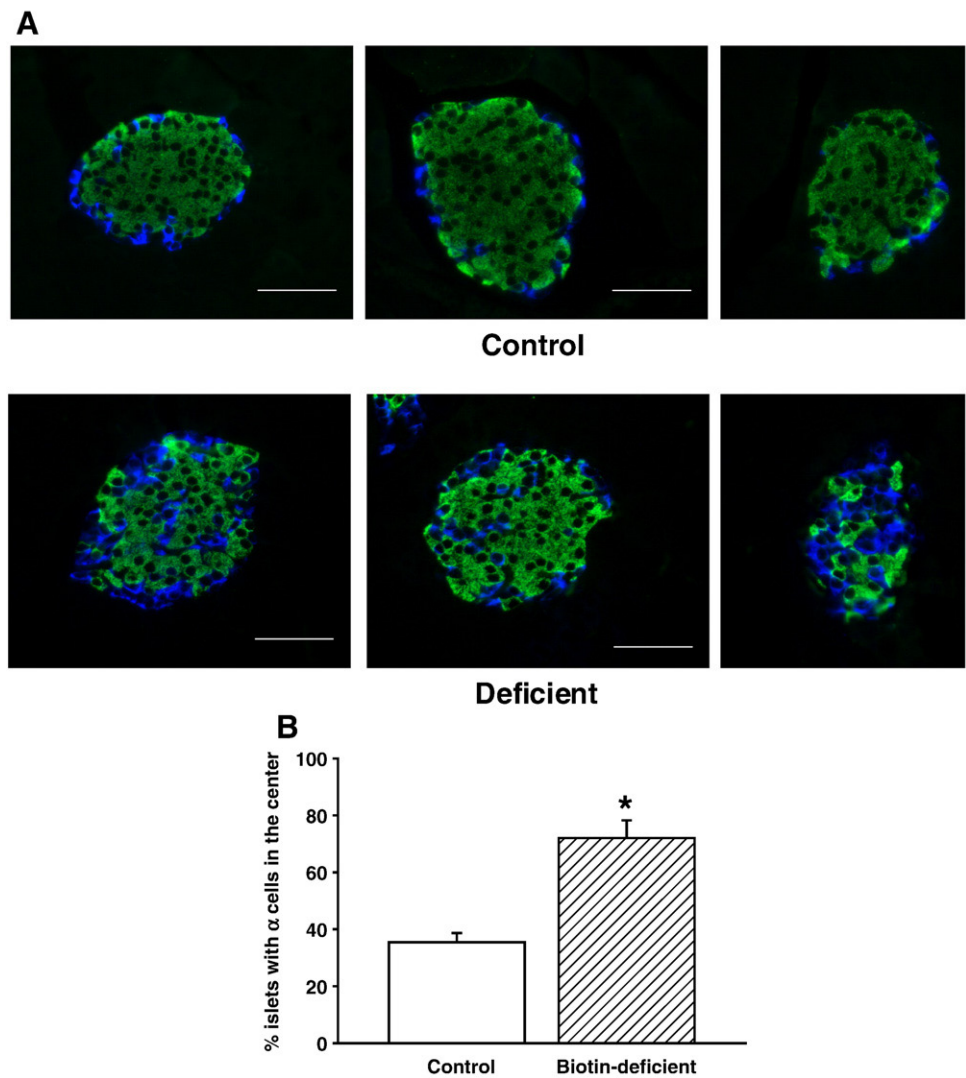 A
Control
Deficient
B
% islets with α cells in the center
100
80
60
40
20
0
*
Control
Biotin-deficient